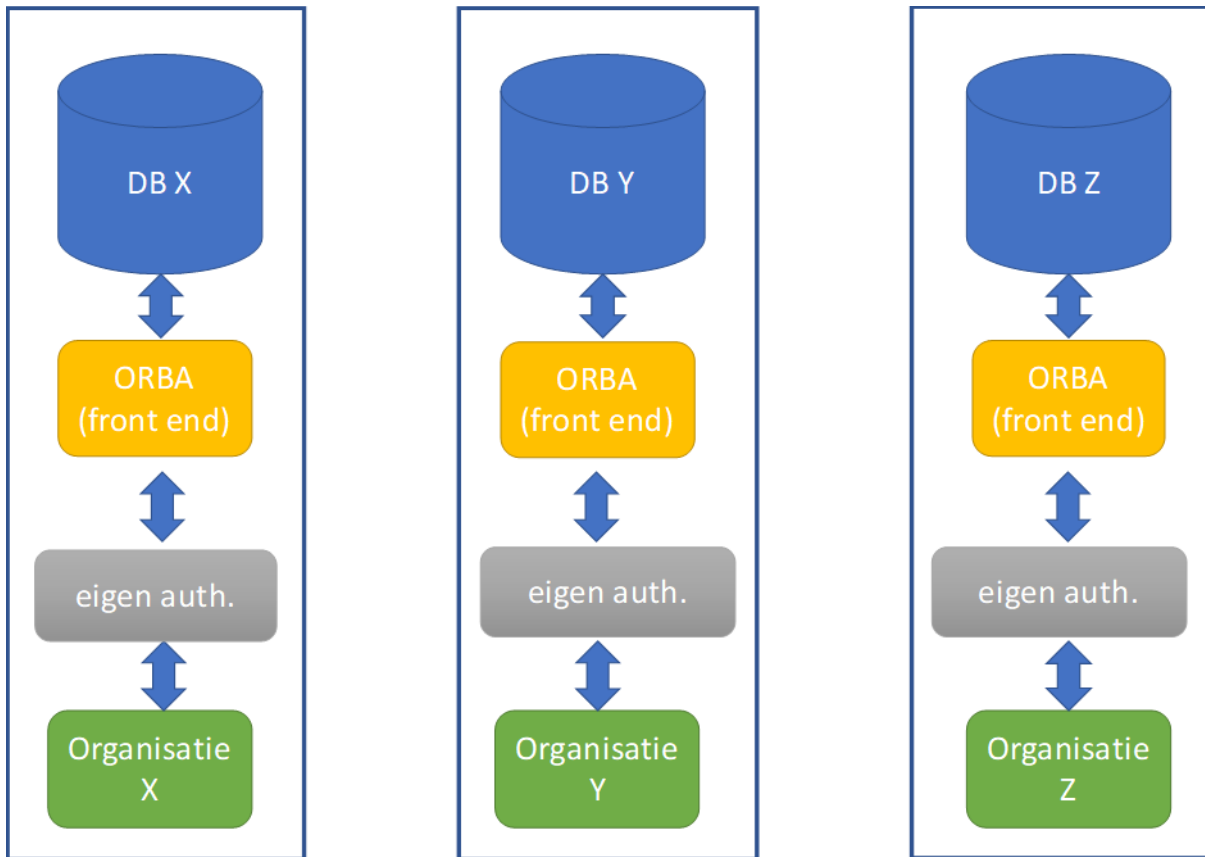 DB X
ORBA
(front end)
eigen auth.
Organisatie
X
DB Y
ORBA
(front end)
eigen auth.
Organisatie
Y
DB Z
ORBA
(front end)
eigen auth.
Organisatie
Z